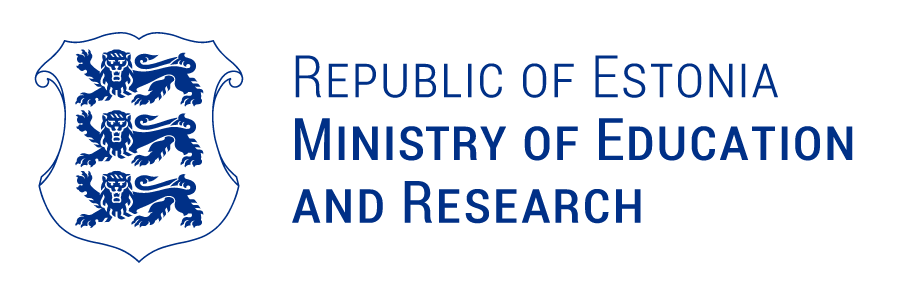 Republic of Estonia
Ministry of Education
and Research